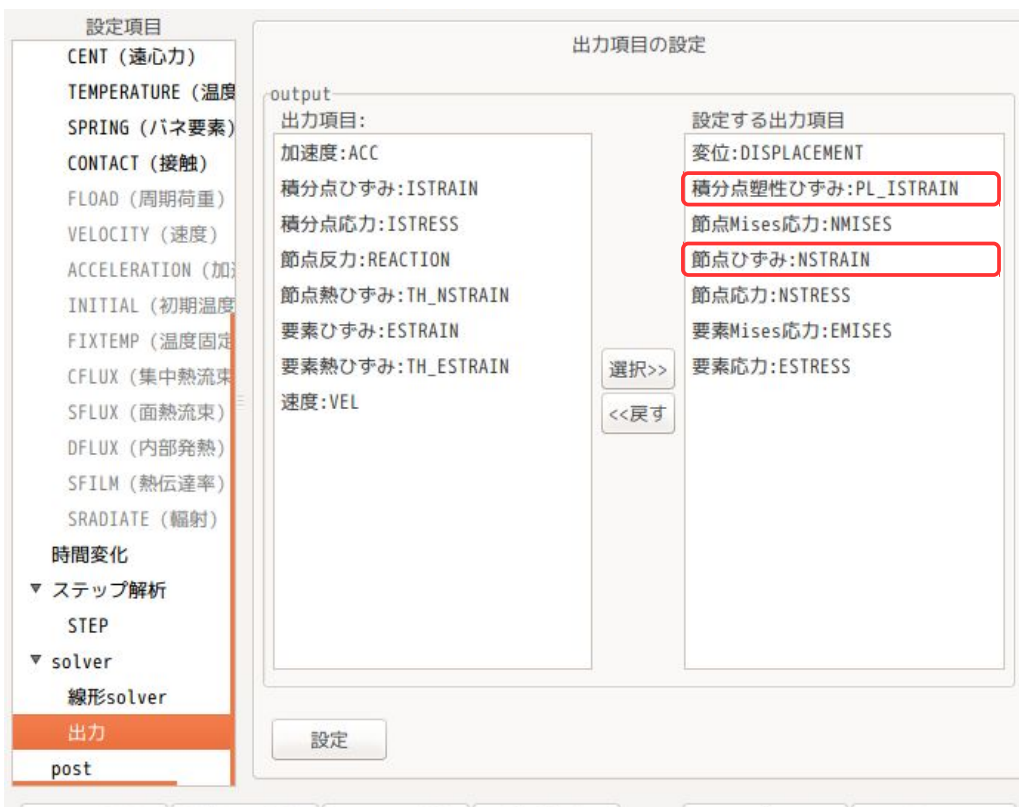 設定項目
CENT (遠心力)
TEMPERATURE (温度
SPRING (バネ要素)
CONTACT (接触)
FLOAD (周期荷重)
VELOCITY (速度)
ACCELERATION (加
INITIAL (初期温度
FIXTEMP (温度固定
CFLUX (集中熱流束
SFLUX (面熱流束)
DFLUX (内部発熱)
SFILM (熱伝達率)
SRADIATE (輻射)
時間変化
▼ ステップ解析
STEP
▼ solver
線形solver
出力
post
出力項目の設定
output
出力項目:
加速度:ACC
積分点ひずみ:ISTRAIN
積分点応力:ISTRESS
節点反力:REACTION
節点熱ひずみ:TH_NSTRAIN
要素ひずみ:ESTRAIN
要素熱ひずみ:TH_ESTRAIN
速度:VEL
選択>>
<<戻す
設定する出力項目
変位:DISPLACEMENT
積分点塑性ひずみ:PL_ISTRAIN
節点Mises応力:NMISES
節点ひずみ:NSTRAIN
節点応力:NSTRESS
要素Mises応力:EMISES
要素応力:ESTRESS
設定